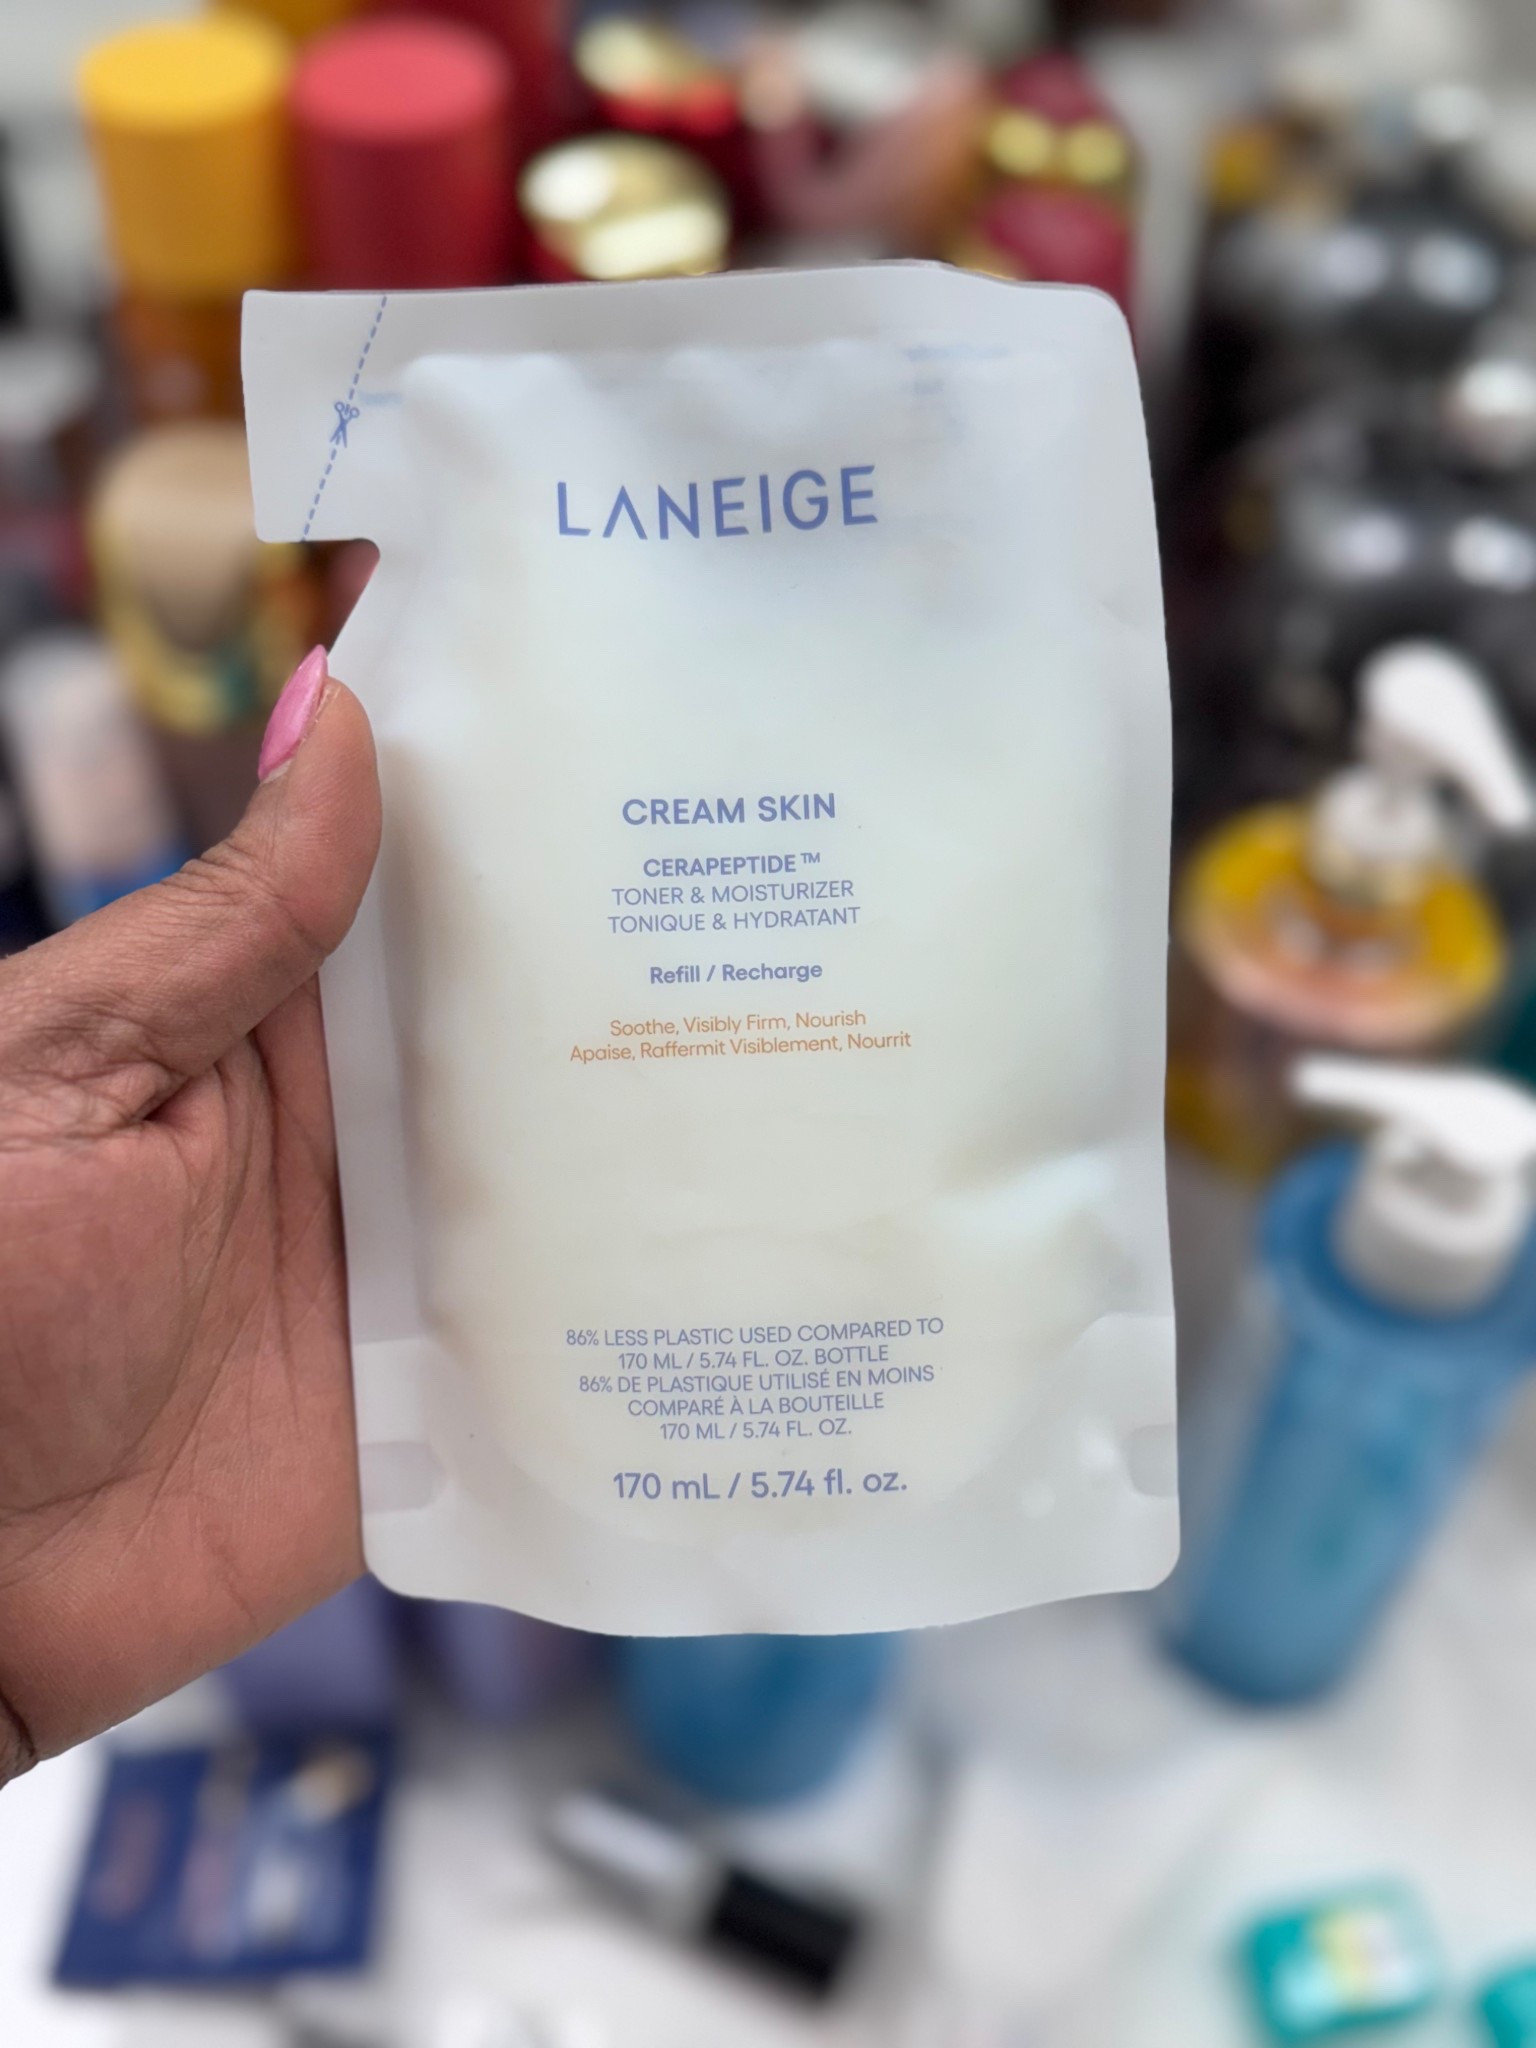 LANEIGE
CREAM SKIN
CERAPEPTIDE™
TONER & MOISTURIZER
TONIQUE & HYDRATANT
Refill / Recharge
Soothe, Visibly Firm, Nourish
Apaise, Raffermit Visiblement, Nourrit
86% LESS PLASTIC USED COMPARED TO
170 ML / 5.74 FL. OZ. BOTTLE
86% DE PLASTIQUE UTILISÉ EN MOINS
COMPARÉ À LA BOUTEILLE
170 ML / 5.74 FL. OZ.
170 mL / 5.74 fl. oz.